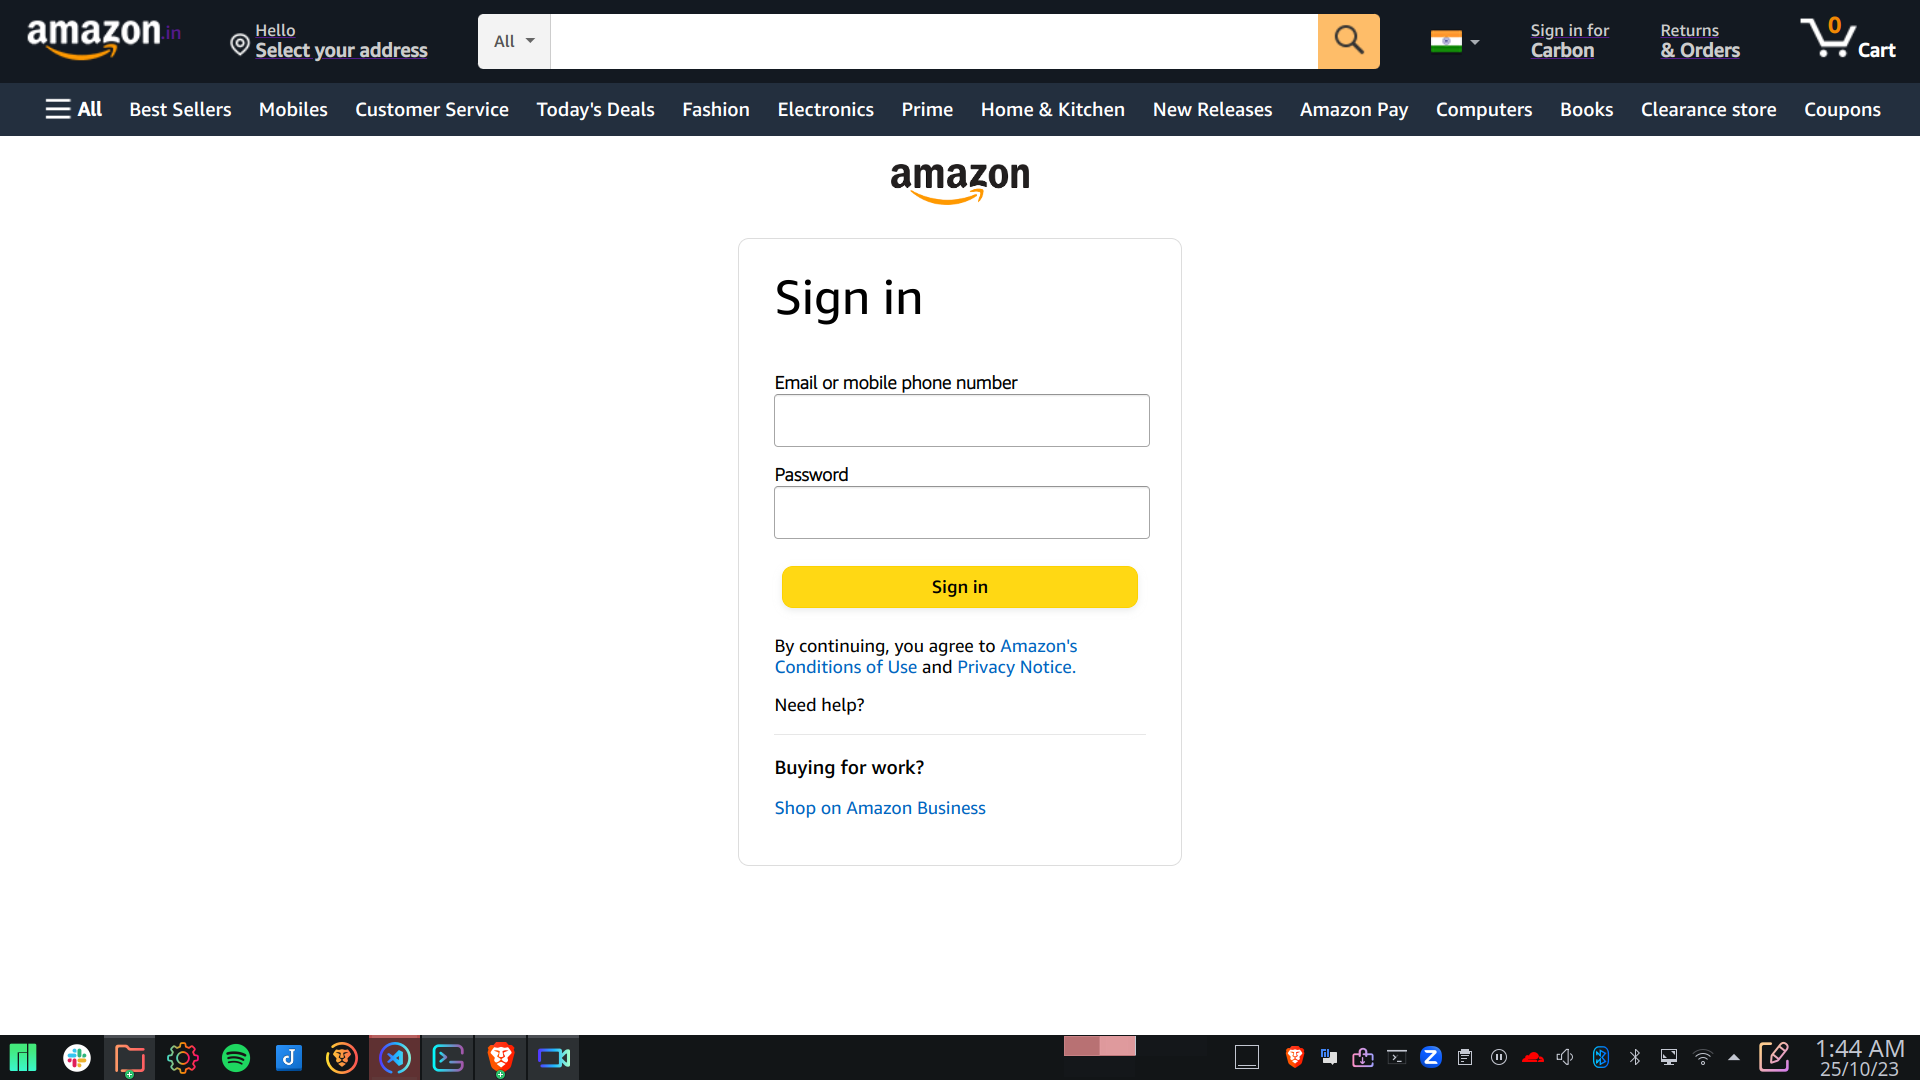 amazon.in
Hello
Select your address
All
Sign in for
Carbon
Returns
& Orders
0
Cart
All Best Sellers Mobiles Customer Service Today's Deals Fashion Electronics Prime Home & Kitchen New Releases Amazon Pay Computers Books Clearance store Coupons
amazon
Sign in
Email or mobile phone number
Password
Sign in
By continuing, you agree to Amazon's
Conditions of Use and Privacy Notice.
Need help?
Buying for work?
Shop on Amazon Business
1:44 AM
25/10/23